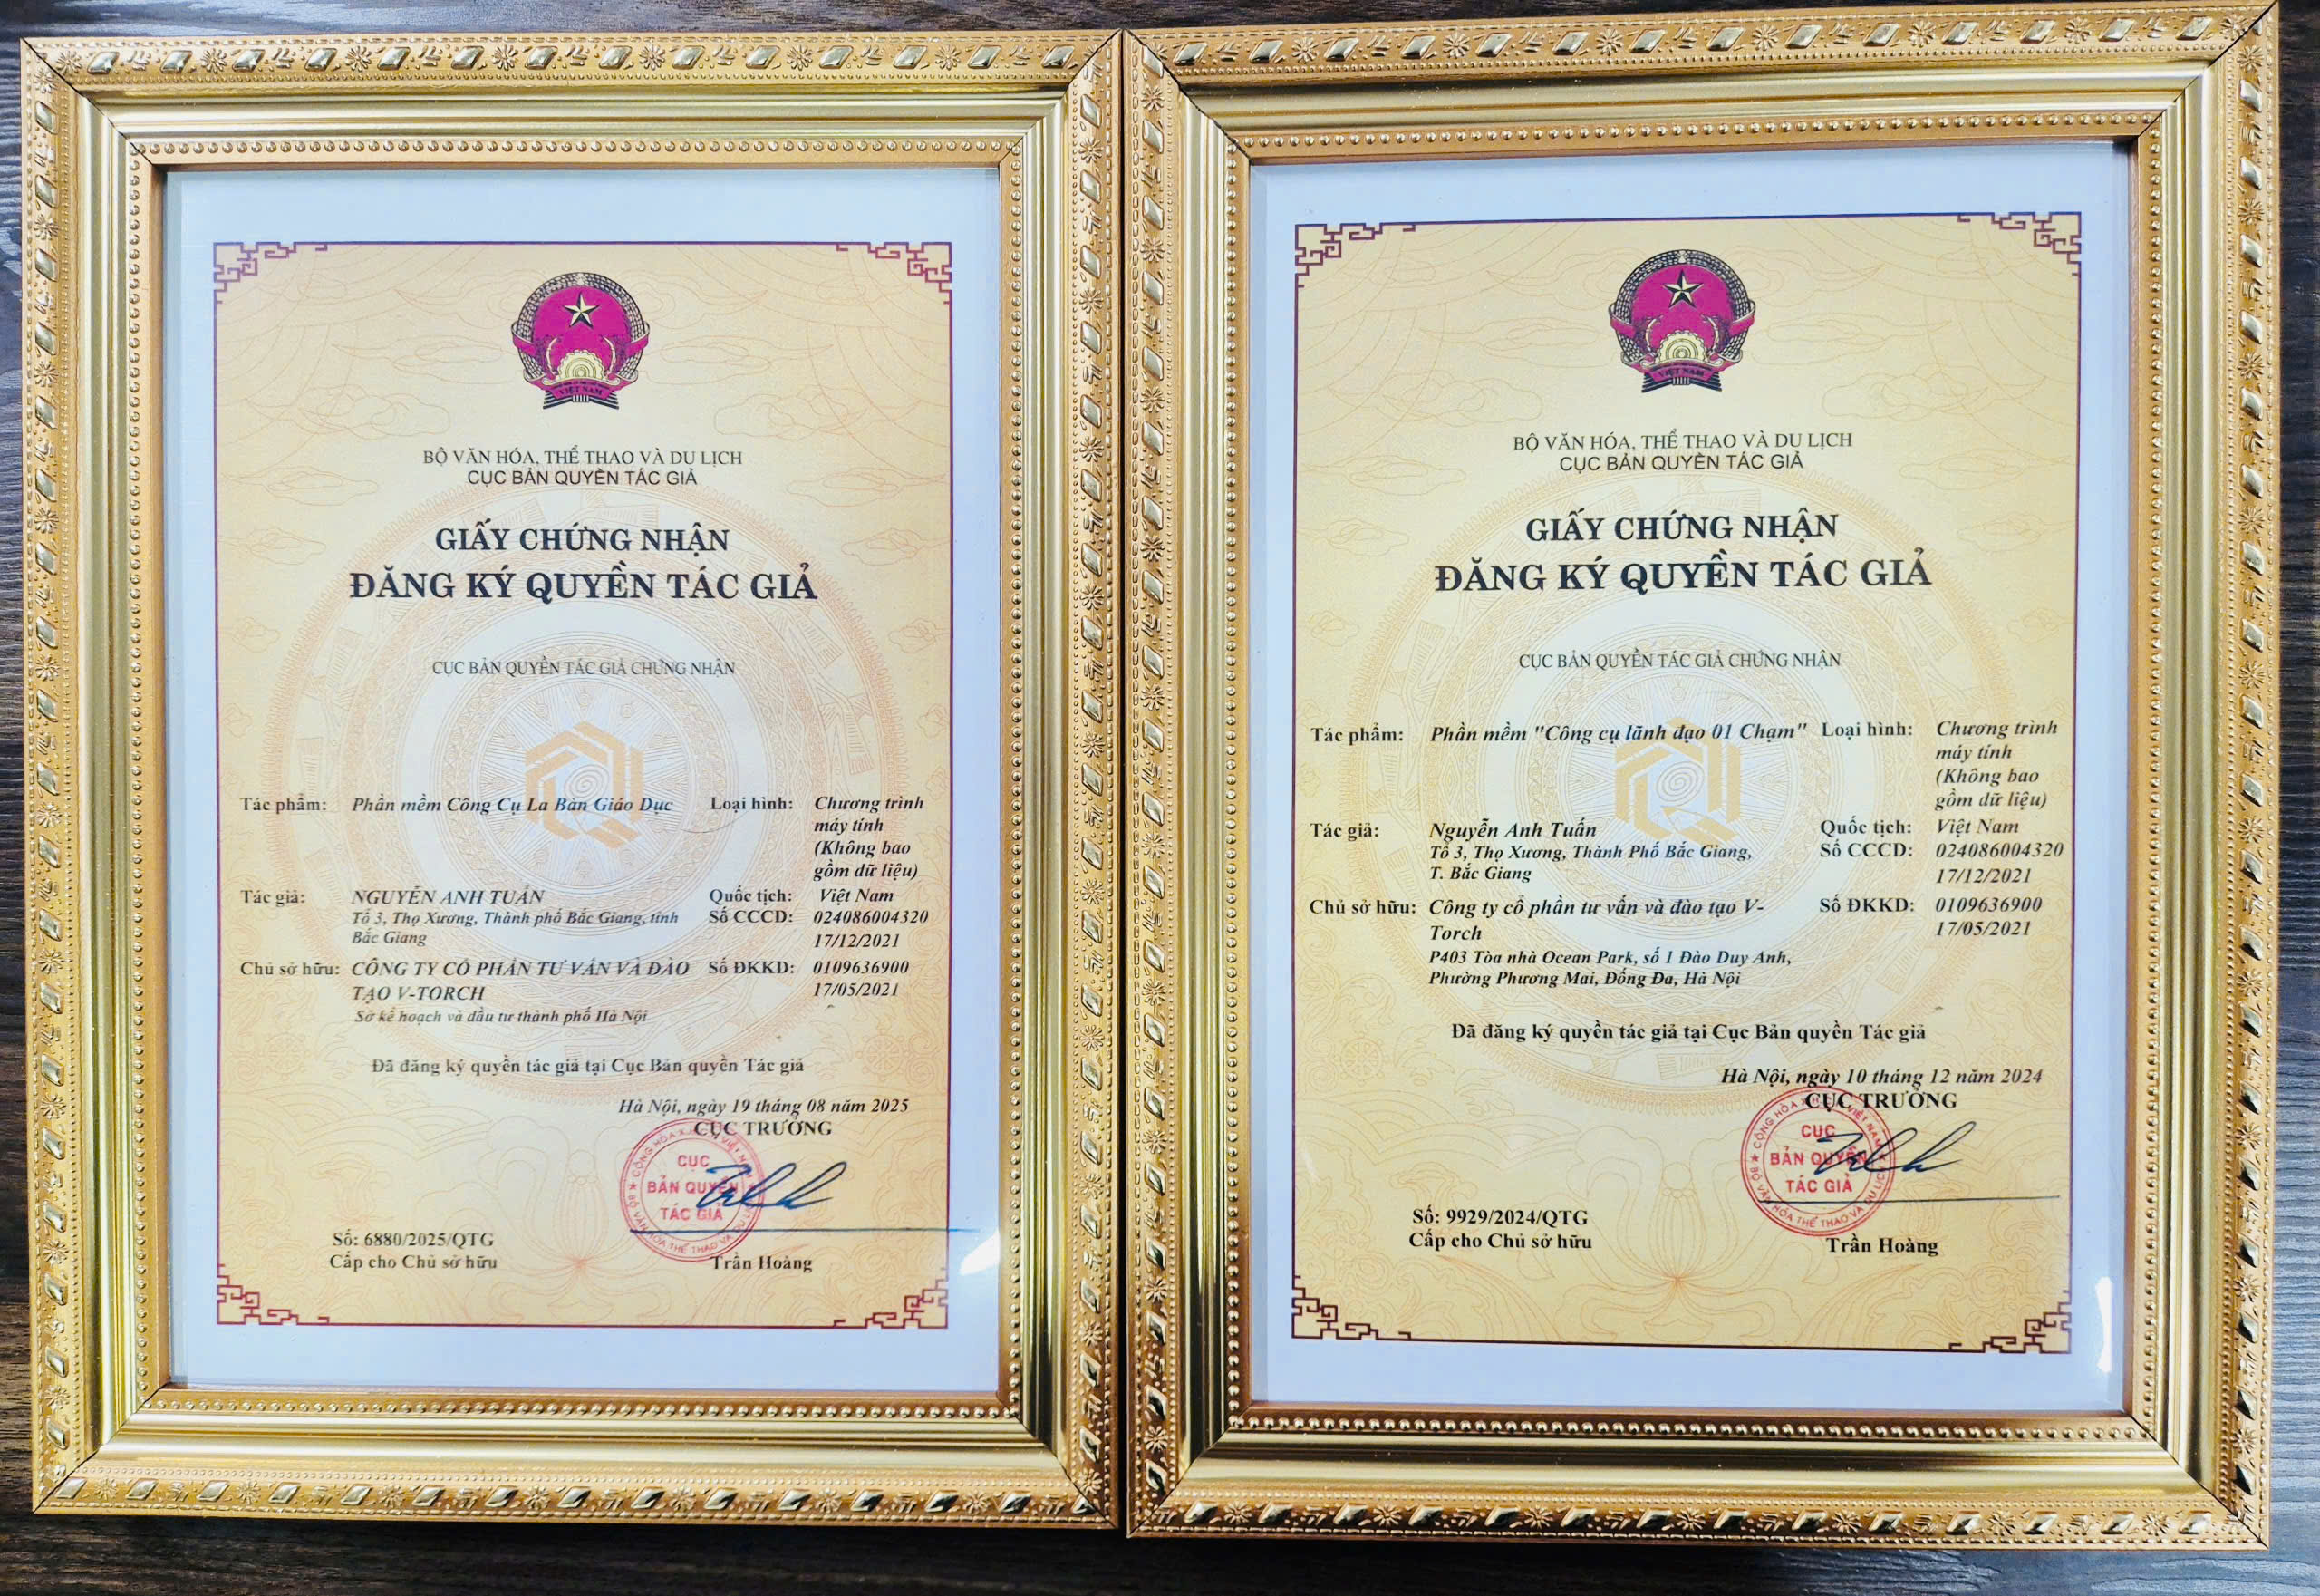 VIỆT NAM
BỘ VĂN HÓA, THỂ THAO VÀ DU LỊCH
CỤC BẢN QUYỀN TÁC GIẢ
GIẤY CHỨNG NHẬN
ĐĂNG KÝ QUYỀN TÁC GIẢ
CỤC BẢN QUYỀN TÁC GIẢ CHỨNG NHẬN
Tác phẩm: Phần mềm Công Cụ La Bàn Giáo Dục Loại hình: Chương trình
máy tính
(Không bao
gồm dữ liệu)
Tác giả: NGUYỄN ANH TUẤN Quốc tịch: Việt Nam
Tổ 3, Thọ Xương, Thành phố Bắc Giang, tỉnh Số CCCD: 024086004320
Bắc Giang 17/12/2021
Chủ sở hữu: CÔNG TY CỔ PHẦN TƯ VẤN VÀ ĐÀO Số ĐKKD: 0109636900
TẠO V-TORCH 17/05/2021
Sở kế hoạch và đầu tư thành phố Hà Nội
Đã đăng ký quyền tác giả tại Cục Bản quyền Tác giả
Hà Nội, ngày 19 tháng 08 năm 2025
CỤC TRƯỞNG
CỤC
BẢN QUYỀN
TÁC GIẢ
Số: 6880/2025/QTG
Cấp cho Chủ sở hữu
Trần Hoàng
VIỆT NAM
BỘ VĂN HÓA, THỂ THAO VÀ DU LỊCH
CỤC BẢN QUYỀN TÁC GIẢ
GIẤY CHỨNG NHẬN
ĐĂNG KÝ QUYỀN TÁC GIẢ
CỤC BẢN QUYỀN TÁC GIẢ CHỨNG NHẬN
Tác phẩm: Phần mềm "Công cụ lãnh đạo 01 Chạm" Loại hình: Chương trình
máy tính
(Không bao
gồm dữ liệu)
Tác giả: Nguyễn Anh Tuấn Quốc tịch: Việt Nam
Tổ 3, Thọ Xương, Thành Phố Bắc Giang, Số CCCD: 024086004320
T. Bắc Giang 17/12/2021
Chủ sở hữu: Công ty cổ phần tư vấn và đào tạo V- Số ĐKKD: 0109636900
Torch 17/05/2021
P403 Tòa nhà Ocean Park, số 1 Đào Duy Anh,
Phường Phương Mai, Đống Đa, Hà Nội
Đã đăng ký quyền tác giả tại Cục Bản quyền Tác giả
Hà Nội, ngày 10 tháng 12 năm 2024
CỤC TRƯỞNG
CỤC
BẢN QUYỀN
TÁC GIẢ
Số: 9929/2024/QTG
Cấp cho Chủ sở hữu
Trần Hoàng